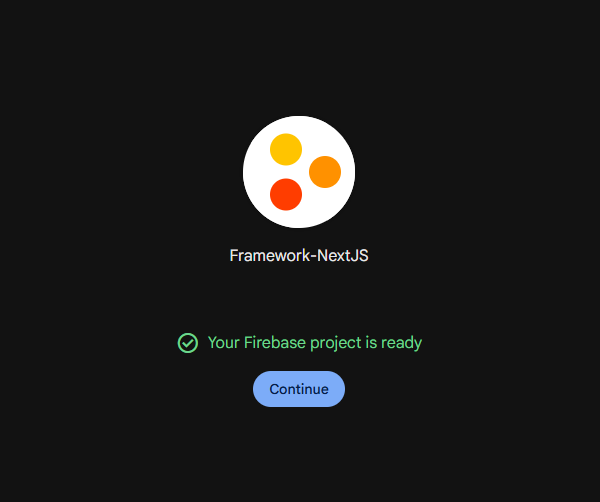 Framework-NextJS
Your Firebase project is ready
Continue